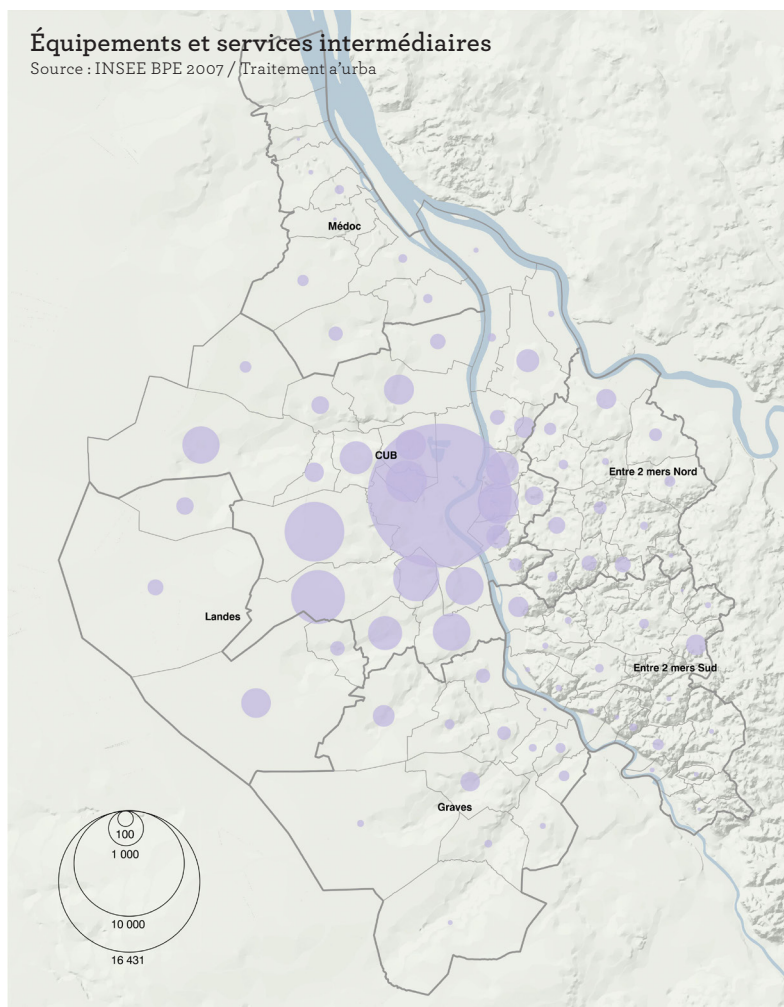 Équipements et services intermédiaires
Source : INSEE BPE 2007 / Traitement a'urba
Médoc
CUB
Entre 2 mers Nord
Landes
Entre 2 mers Sud
Graves
100
1 000
10 000
16 431